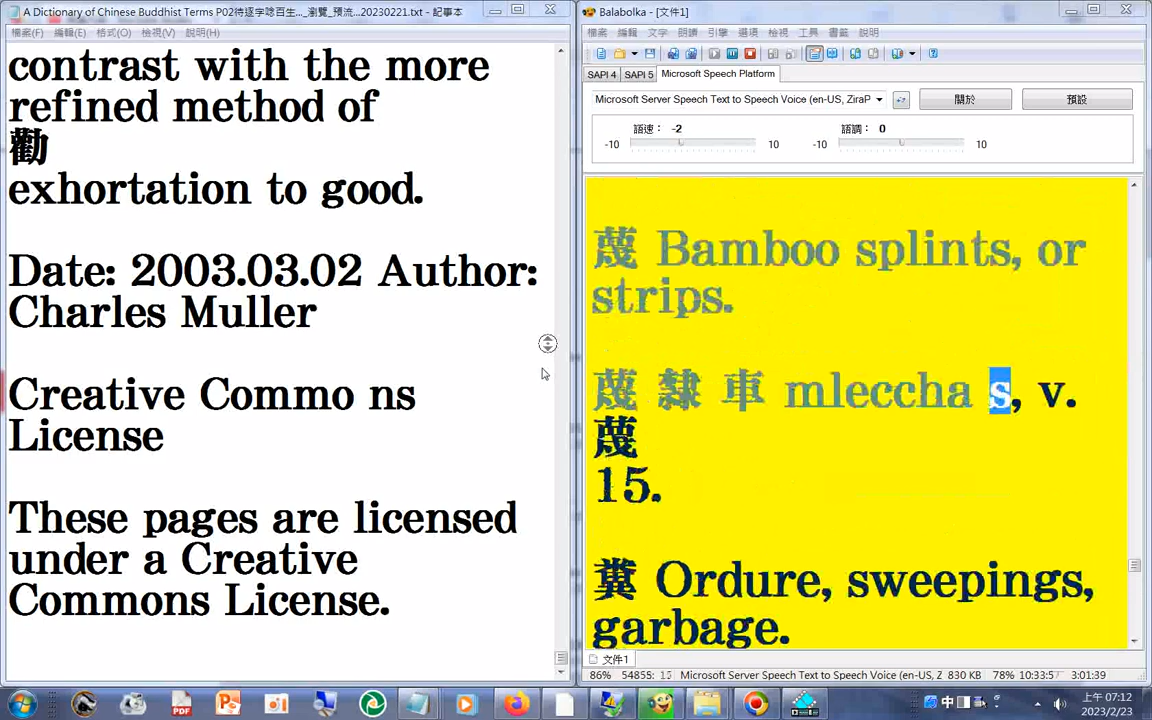 A Dictionary of Chinese Buddhist Terms P02待逐字唸百生..._瀏覽_預流...20230221.txt - 記事本
檔案(F) 編輯(E) 格式(O) 檢視(V) 說明(H)
contrast with the more
refined method of
勸
exhortation to good.
Date: 2003.03.02 Author:
Charles Muller
Creative Commo ns
License
These pages are licensed
under a Creative
Commons License.
Balabolka - [文件1]
檔案 編輯 文字 朗讀 引擎 選項 檢視 工具 書籤 說明
SAPI 4 SAPI 5 Microsoft Speech Platform
Microsoft Server Speech Text to Speech Voice (en-US, ZiraP
關於
預設
語速： -2
語調： 0
-10 10 -10 10
蔑 Bamboo splints, or
strips.
蔑 隸 車 mleccha s, v.
蔑
15.
糞 Ordure, sweepings,
garbage.
文件1
86% 54855: 15 Microsoft Server Speech Text to Speech Voice (en-US, Z 830 KB 78% 10:33:57 3:01:39
中
上午 07:12
2023/2/23